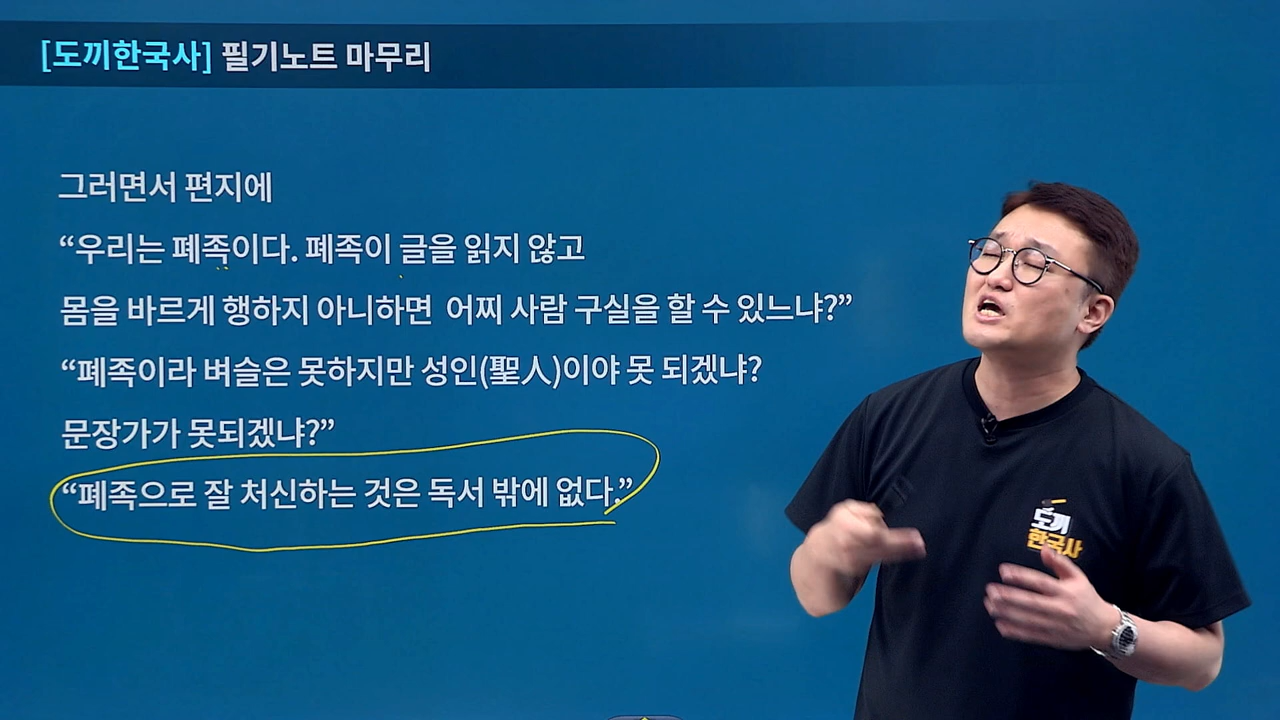 [도끼한국사] 필기노트 마무리
그러면서 편지에
“우리는 폐족이다. 폐족이 글을 읽지 않고
몸을 바르게 행하지 아니하면 어찌 사람 구실을 할 수 있느냐?”
“폐족이라 벼슬은 못하지만 성인(聖人)이야 못 되겠냐?
문장가가 못되겠냐?”
“폐족으로 잘 처신하는 것은 독서 밖에 없다.”
도끼
한국사